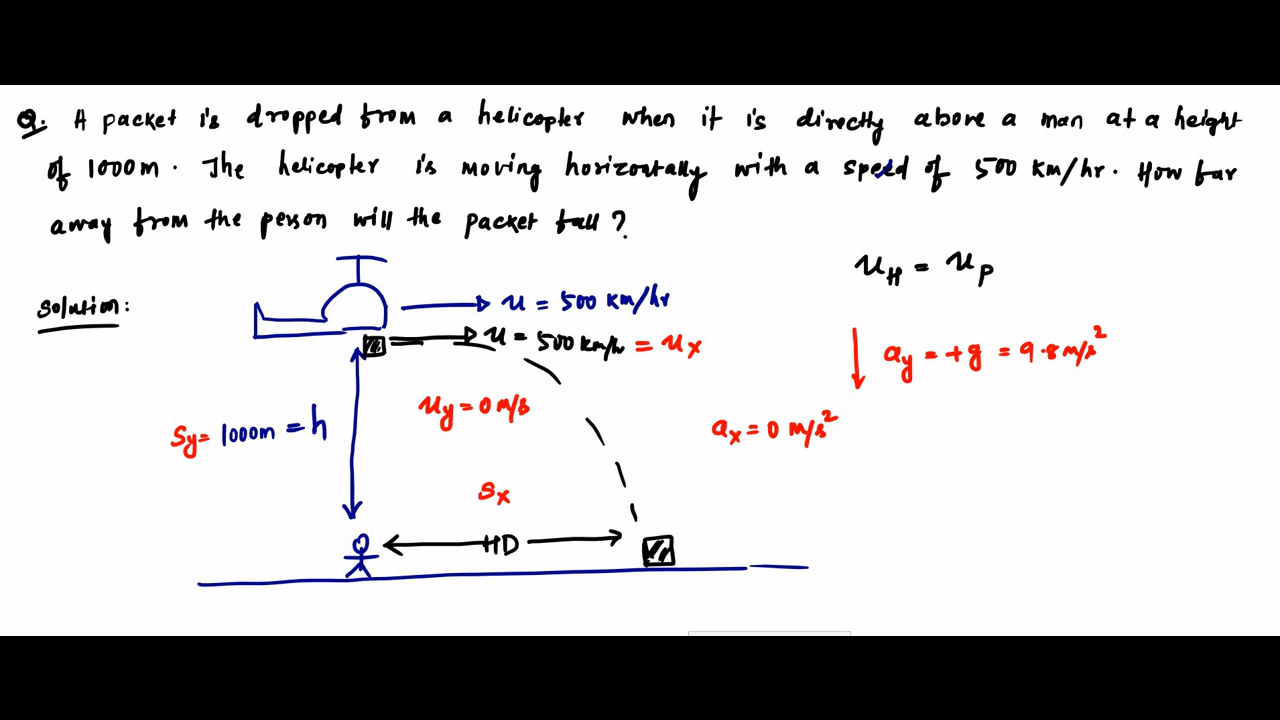 Q. A packet is dropped from a helicopter when it is directly above a man at a height
of 1000m. The helicopter is moving horizontally with a speed of 500 km/hr. How far
away from the person will the packet fall?
Solution:
u_H = u_P
u = 500 km/hr
u = 500 km/h = u_x
a_y = +g = 9.8 m/s²
u_y = 0 m/s
a_x = 0 m/s²
S_y = 1000m = h
s_x
HD